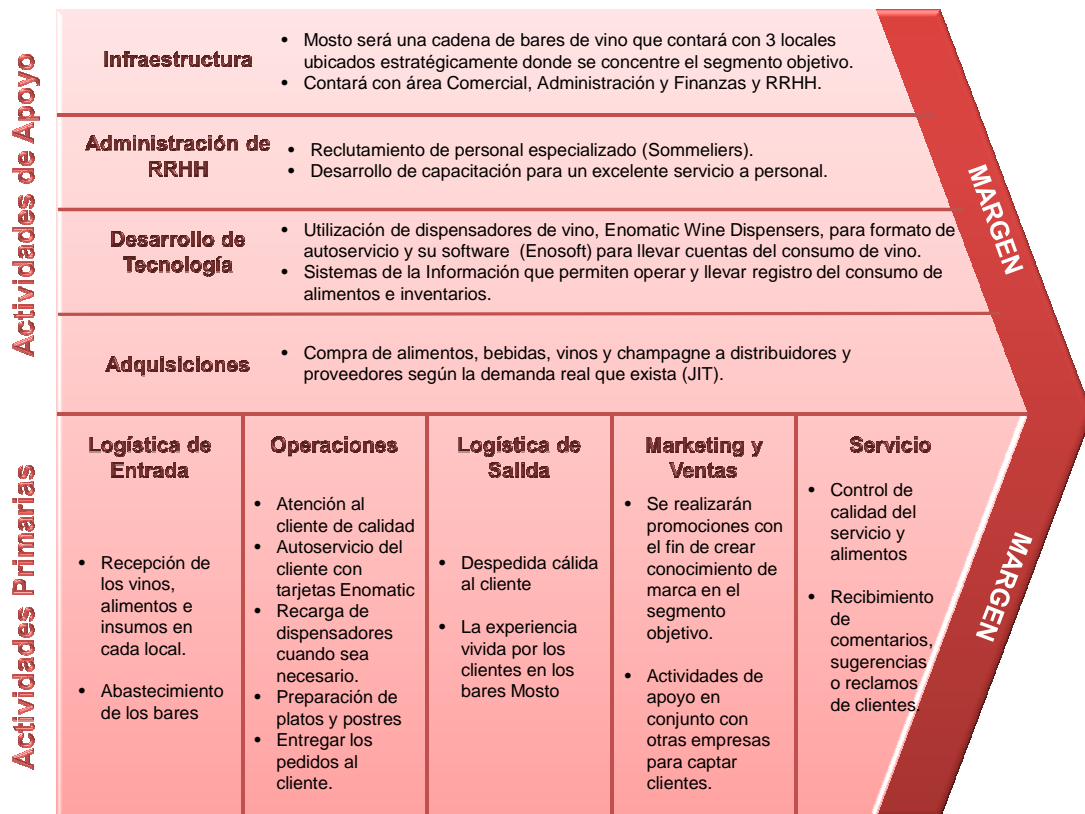 Actividades de Apoyo
Infraestructura
• Mosto será una cadena de bares de vino que contará con 3 locales
ubicados estratégicamente donde se concentre el segmento objetivo.
• Contará con área Comercial, Administración y Finanzas y RRHH.
Administración de
RRHH
• Reclutamiento de personal especializado (Sommeliers).
• Desarrollo de capacitación para un excelente servicio a personal.
Desarrollo de
Tecnología
• Utilización de dispensadores de vino, Enomatic Wine Dispensers, para formato de
autoservicio y su software (Enosoft) para llevar cuentas del consumo de vino.
• Sistemas de la Información que permiten operar y llevar registro del consumo de
alimentos e inventarios.
Adquisiciones
• Compra de alimentos, bebidas, vinos y champagne a distribuidores y
proveedores según la demanda real que exista (JIT).
MARGEN
Actividades Primarias
Logística de
Entrada
• Recepción de
los vinos,
alimentos e
insumos en
cada local.
• Abastecimiento
de los bares
Operaciones
• Atención al
cliente de calidad
• Autoservicio del
cliente con
tarjetas Enomatic
• Recarga de
dispensadores
cuando sea
necesario.
• Preparación de
platos y postres
• Entregar los
pedidos al
cliente.
Logística de
Salida
• Despedida cálida
al cliente
• La experiencia
vivida por los
clientes en los
bares Mosto
Marketing y
Ventas
• Se realizarán
promociones con
el fin de crear
conocimiento de
marca en el
segmento
objetivo.
• Actividades de
apoyo en
conjunto con
otras empresas
para captar
clientes.
Servicio
• Control de
calidad del
servicio y
alimentos
• Recibimiento
de
comentarios,
sugerencias
o reclamos
de clientes.
MARGEN